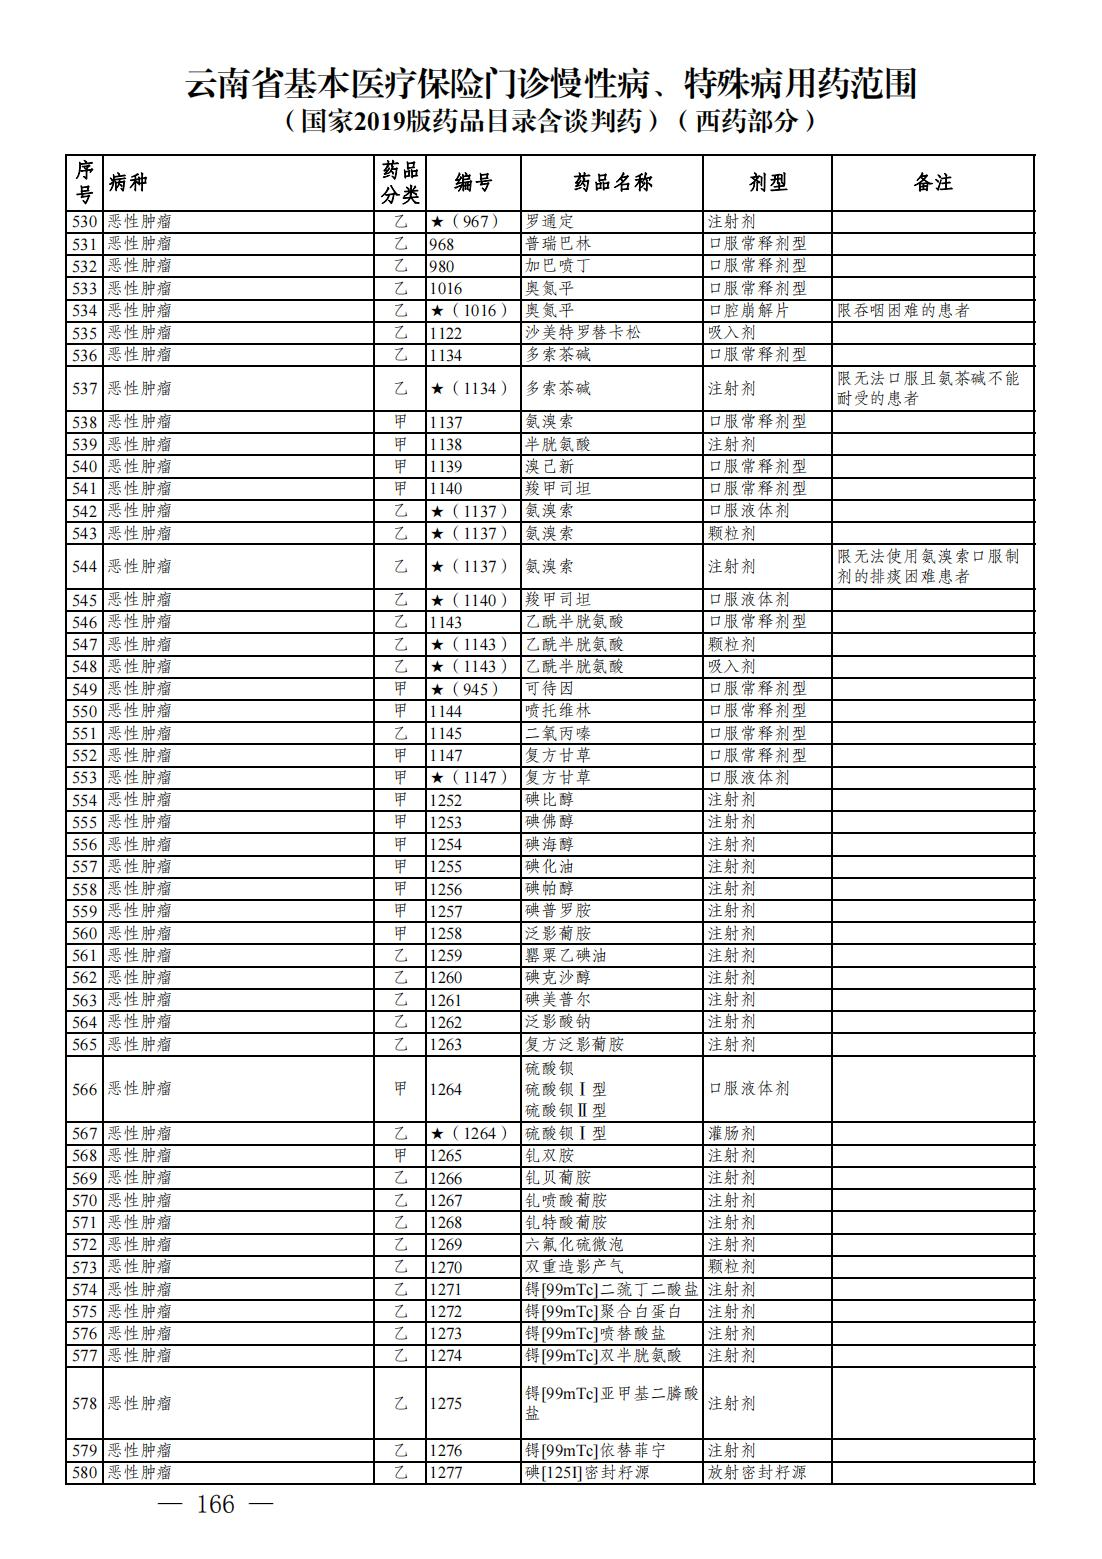 云南省基本医疗保险门诊慢性病、特殊病用药范围
（国家2019版药品目录含谈判药）（西药部分）
序号 病种 药品分类 编号 药品名称 剂型 备注
530 恶性肿瘤 乙 ★（967） 罗通定 注射剂
531 恶性肿瘤 乙 968 普瑞巴林 口服常释剂型
532 恶性肿瘤 乙 980 加巴喷丁 口服常释剂型
533 恶性肿瘤 乙 1016 奥氮平 口服常释剂型
534 恶性肿瘤 乙 ★（1016） 奥氮平 口腔崩解片 限吞咽困难的患者
535 恶性肿瘤 乙 1122 沙美特罗替卡松 吸入剂
536 恶性肿瘤 乙 1134 多索茶碱 口服常释剂型
537 恶性肿瘤 乙 ★（1134） 多索茶碱 注射剂 限无法口服且氨茶碱不能耐受的患者
538 恶性肿瘤 甲 1137 氨溴索 口服常释剂型
539 恶性肿瘤 甲 1138 半胱氨酸 注射剂
540 恶性肿瘤 甲 1139 溴己新 口服常释剂型
541 恶性肿瘤 甲 1140 羧甲司坦 口服常释剂型
542 恶性肿瘤 乙 ★（1137） 氨溴索 口服液体剂
543 恶性肿瘤 乙 ★（1137） 氨溴索 颗粒剂
544 恶性肿瘤 乙 ★（1137） 氨溴索 注射剂 限无法使用氨溴索口服制剂的排痰困难患者
545 恶性肿瘤 乙 ★（1140） 羧甲司坦 口服液体剂
546 恶性肿瘤 乙 1143 乙酰半胱氨酸 口服常释剂型
547 恶性肿瘤 乙 ★（1143） 乙酰半胱氨酸 颗粒剂
548 恶性肿瘤 乙 ★（1143） 乙酰半胱氨酸 吸入剂
549 恶性肿瘤 甲 ★（945） 可待因 口服常释剂型
550 恶性肿瘤 甲 1144 喷托维林 口服常释剂型
551 恶性肿瘤 乙 1145 二氧丙嗪 口服常释剂型
552 恶性肿瘤 甲 1147 复方甘草 口服常释剂型
553 恶性肿瘤 甲 ★（1147） 复方甘草 口服液体剂
554 恶性肿瘤 甲 1252 碘比醇 注射剂
555 恶性肿瘤 甲 1253 碘佛醇 注射剂
556 恶性肿瘤 甲 1254 碘海醇 注射剂
557 恶性肿瘤 甲 1255 碘化油 注射剂
558 恶性肿瘤 甲 1256 碘帕醇 注射剂
559 恶性肿瘤 甲 1257 碘普罗胺 注射剂
560 恶性肿瘤 甲 1258 泛影葡胺 注射剂
561 恶性肿瘤 乙 1259 罂粟乙碘油 注射剂
562 恶性肿瘤 乙 1260 碘克沙醇 注射剂
563 恶性肿瘤 乙 1261 碘美普尔 注射剂
564 恶性肿瘤 乙 1262 泛影酸钠 注射剂
565 恶性肿瘤 乙 1263 复方泛影葡胺 注射剂
566 恶性肿瘤 甲 1264 硫酸钡 硫酸钡Ⅰ型 硫酸钡Ⅱ型 口服液体剂
567 恶性肿瘤 乙 ★（1264） 硫酸钡Ⅰ型 灌肠剂
568 恶性肿瘤 甲 1265 钆双胺 注射剂
569 恶性肿瘤 乙 1266 钆贝葡胺 注射剂
570 恶性肿瘤 乙 1267 钆喷酸葡胺 注射剂
571 恶性肿瘤 乙 1268 钆特酸葡胺 注射剂
572 恶性肿瘤 乙 1269 六氟化硫微泡 注射剂
573 恶性肿瘤 乙 1270 双重造影产气 颗粒剂
574 恶性肿瘤 乙 1271 锝[99mTc]二巯丁二酸盐 注射剂
575 恶性肿瘤 乙 1272 锝[99mTc]聚合白蛋白 注射剂
576 恶性肿瘤 乙 1273 锝[99mTc]喷替酸盐 注射剂
577 恶性肿瘤 乙 1274 锝[99mTc]双半胱氨酸 注射剂
578 恶性肿瘤 乙 1275 锝[99mTc]亚甲基二膦酸盐 注射剂
579 恶性肿瘤 乙 1276 锝[99mTc]依替菲宁 注射剂
580 恶性肿瘤 乙 1277 碘[125I]密封籽源 放射密封籽源
— 166 —